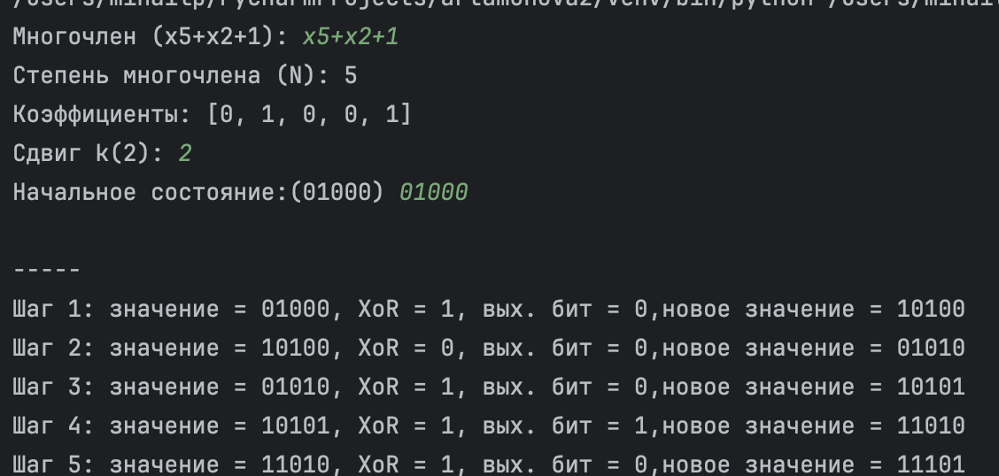 Многочлен (x5+x2+1): x5+x2+1
Степень многочлена (N): 5
Коэффициенты: [0, 1, 0, 0, 1]
Сдвиг k(2): 2
Начальное состояние:(01000) 01000
-----
Шаг 1: значение = 01000, XoR = 1, вых. бит = 0,новое значение = 10100
Шаг 2: значение = 10100, XoR = 0, вых. бит = 0,новое значение = 01010
Шаг 3: значение = 01010, XoR = 1, вых. бит = 0,новое значение = 10101
Шаг 4: значение = 10101, XoR = 1, вых. бит = 1,новое значение = 11010
Шаг 5: значение = 11010, XoR = 1, вых. бит = 0,новое значение = 11101